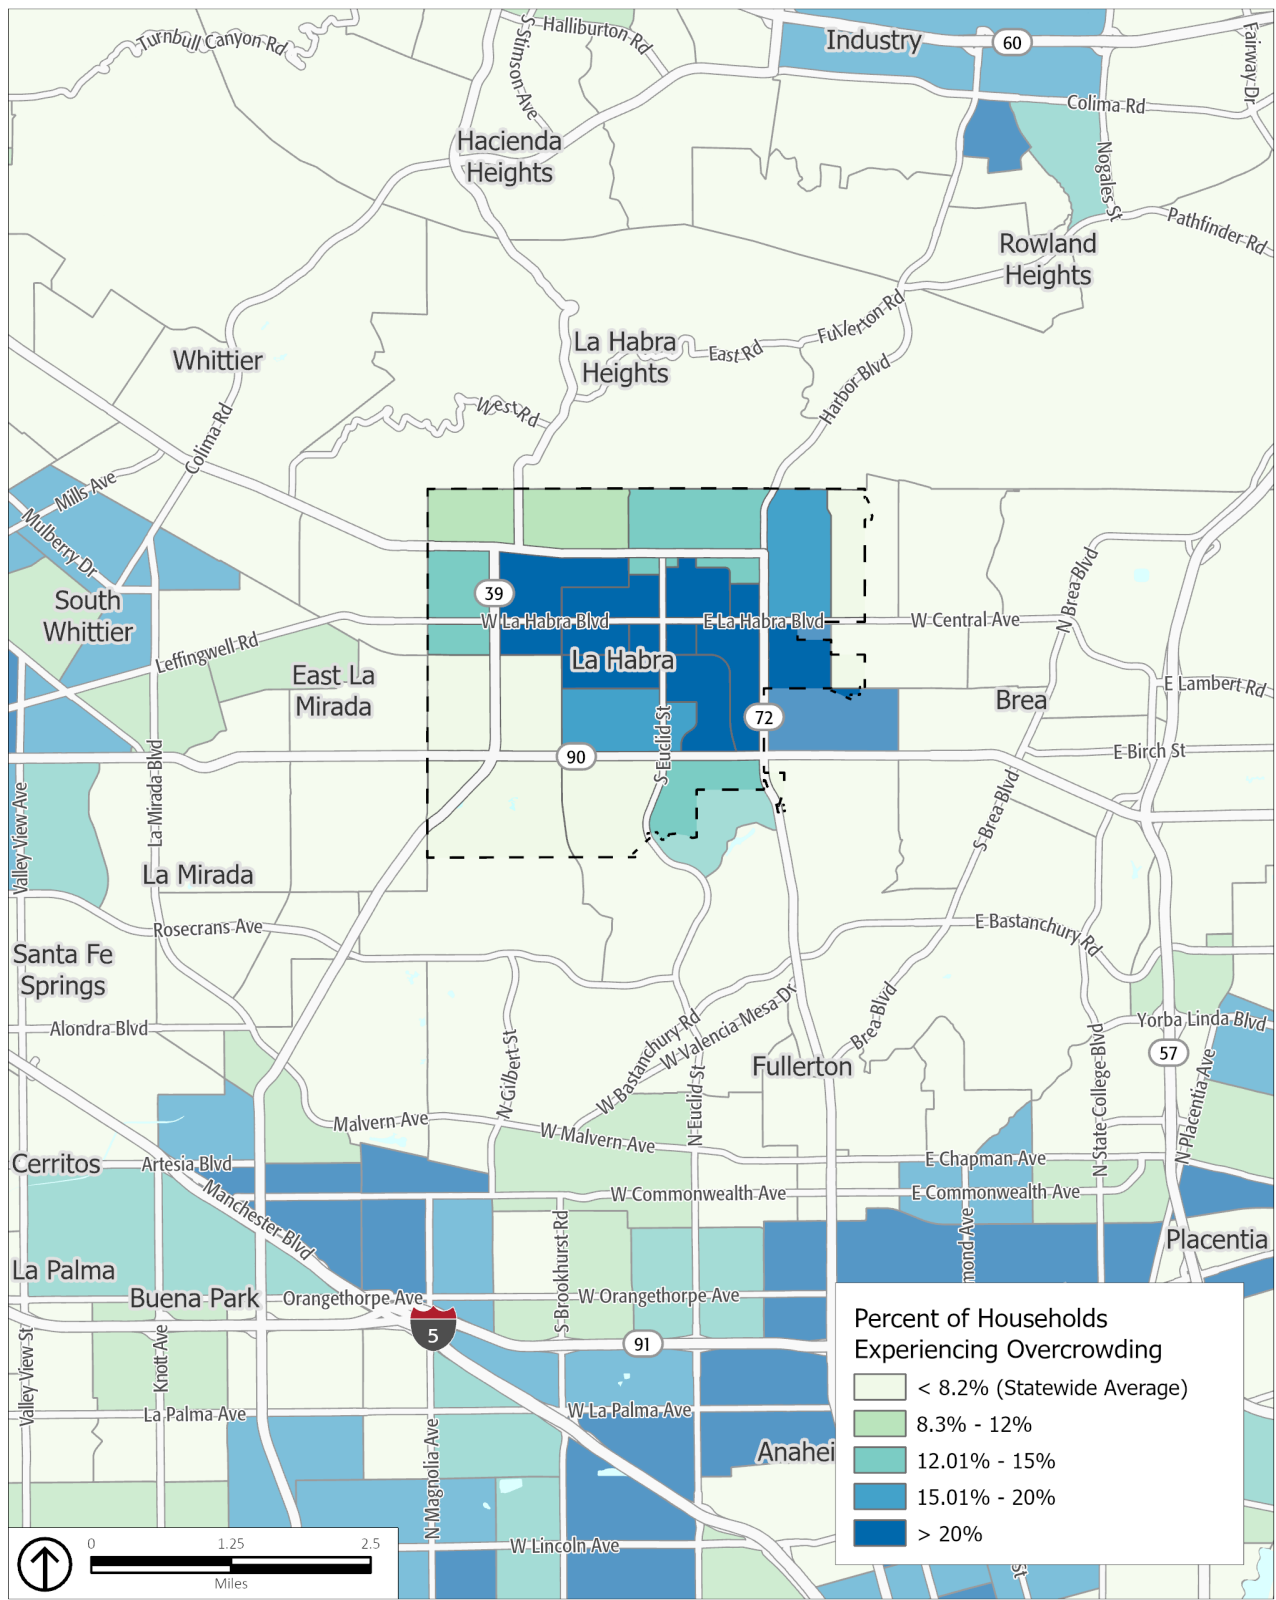 Turnbull Canyon Rd
S Stimson Ave
S Halliburton Rd
Industry
60
Fairway Dr
Colima Rd
Hacienda
Heights
Nogales St
Pathfinder Rd
Rowland
Heights
Fullerton Rd
Whittier
La Habra
Heights
East Rd
Harbor Blvd
West Rd
Colima Rd
Mills Ave
Mulberry Dr
South
Whittier
39
W La Habra Blvd
E La Habra Blvd
W Central Ave
N Brea Blvd
Leffingwell Rd
La Habra
East La
Mirada
E Lambert Rd
Brea
72
S Euclid St
90
E Birch St
La Mirada Blvd
Valley View Ave
S Brea Blvd
La Mirada
Rosecrans Ave
E Bastanchury Rd
Santa Fe
Springs
Alondra Blvd
Yorba Linda Blvd
W Bastanchury Rd
W Valencia Mesa Dr
Brea Blvd
N State College Blvd
57
N Gilbert St
Fullerton
N Placentia Ave
N Euclid St
Malvern Ave
W Malvern Ave
Cerritos
Artesia Blvd
E Chapman Ave
Manchester Blvd
W Commonwealth Ave
E Commonwealth Ave
S Brookhurst Rd
mond Ave
Placentia
La Palma
Buena Park
Orangethorpe Ave
W Orangethorpe Ave
5
91
Valley View St
Knott Ave
La Palma Ave
W La Palma Ave
N Magnolia Ave
Anahei
W Lincoln Ave
St
Percent of Households
Experiencing Overcrowding
< 8.2% (Statewide Average)
8.3% - 12%
12.01% - 15%
15.01% - 20%
> 20%
0 1.25 2.5
Miles